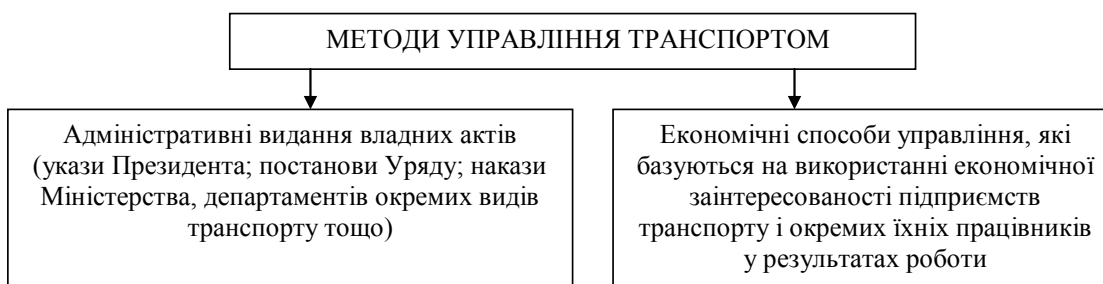 МЕТОДИ УПРАВЛІННЯ ТРАНСПОРТОМ
Адміністративні видання владних актів
(укази Президента; постанови Уряду; накази
Міністерства, департаментів окремих видів
транспорту тощо)
Економічні способи управління, які
базуються на використанні економічної
заінтересованості підприємств
транспорту і окремих їхніх працівників
у результатах роботи